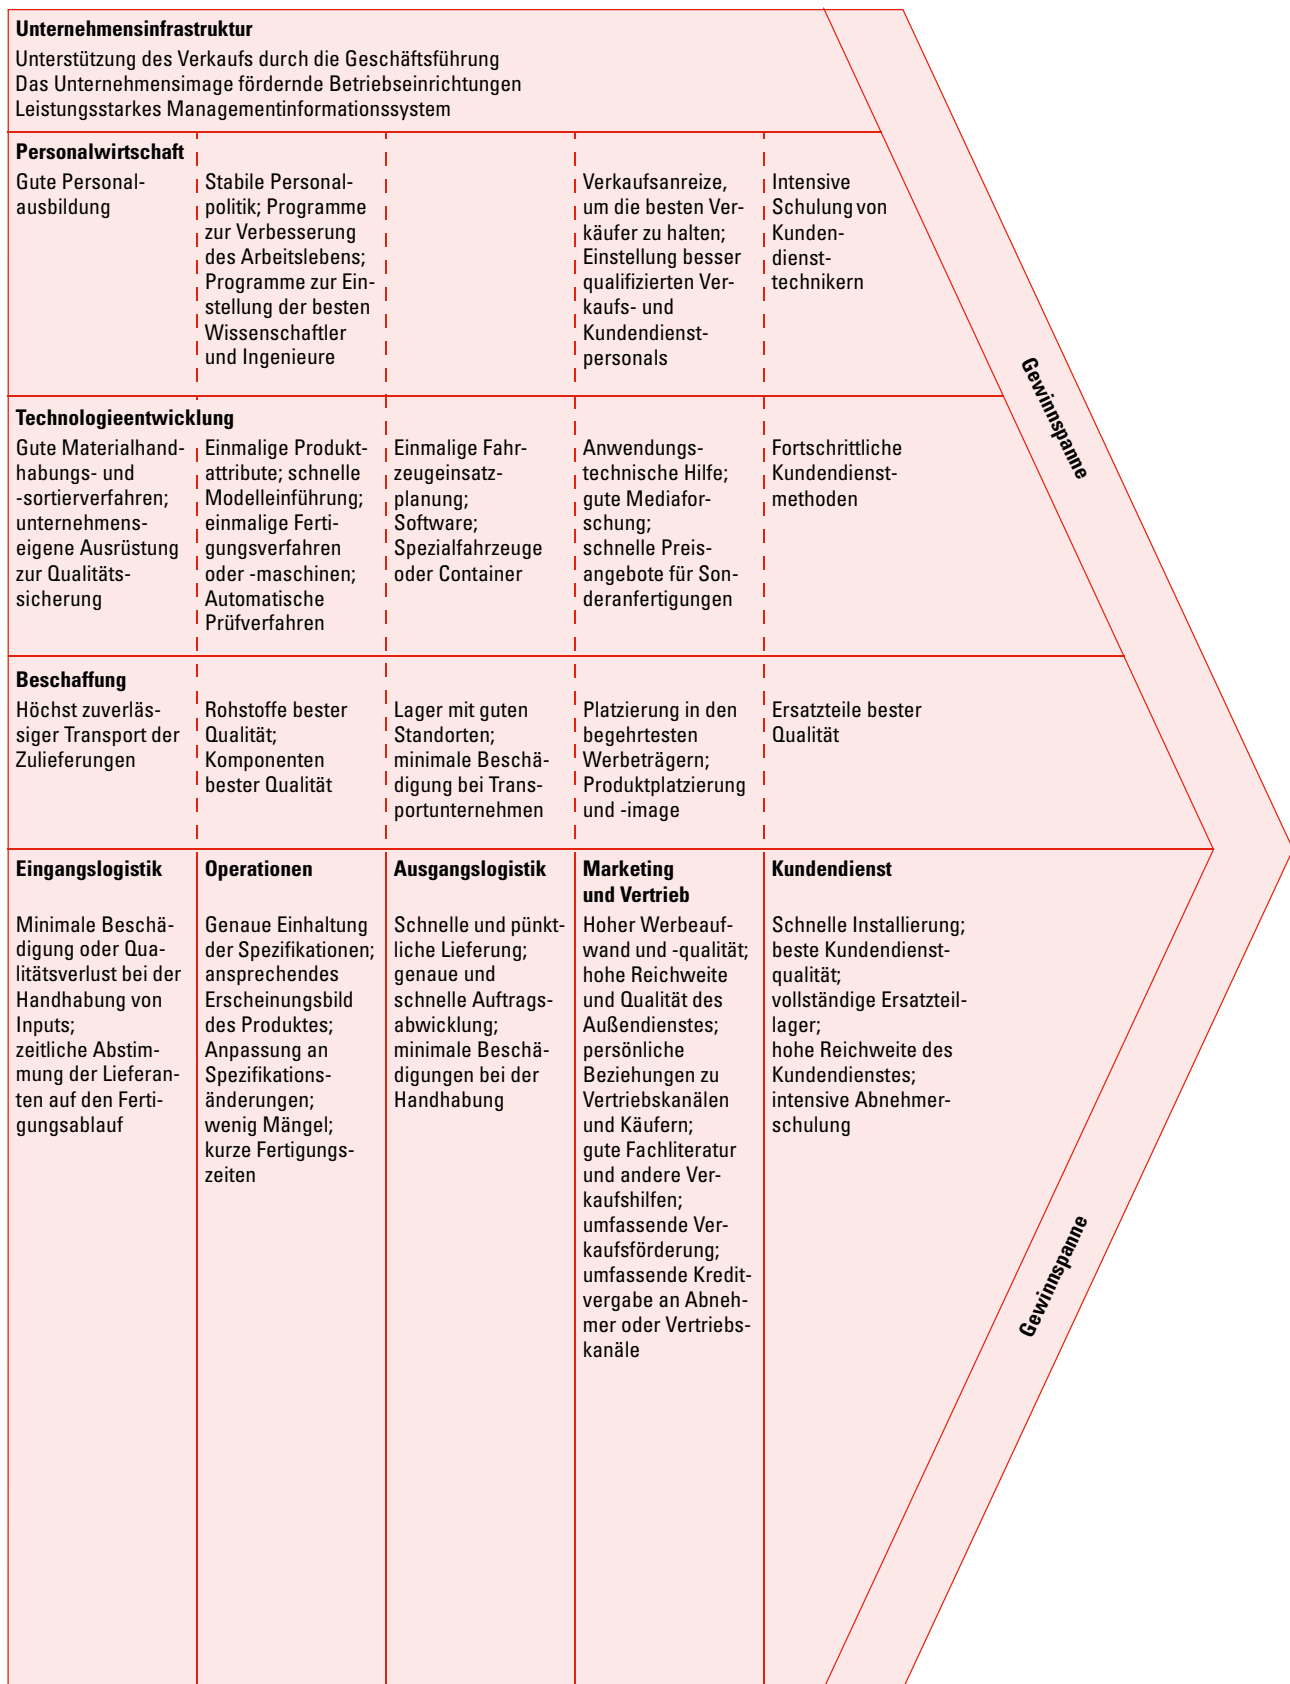 Unternehmensinfrastruktur
Unterstützung des Verkaufs durch die Geschäftsführung
Das Unternehmensimage fördernde Betriebseinrichtungen
Leistungsstarkes Managementinformationssystem
Personalwirtschaft
Gute Personal-
ausbildung
Stabile Personal-
politik; Programme
zur Verbesserung
des Arbeitslebens;
Programme zur Ein-
stellung der besten
Wissenschaftler
und Ingenieure
Verkaufsanreize,
um die besten Ver-
käufer zu halten;
Einstellung besser
qualifizierten Ver-
kaufs- und
Kundendienst-
personals
Intensive
Schulung von
Kunden-
dienst-
technikern
Gewinnspanne
Technologieentwicklung
Gute Materialhand-
habungs- und
-sortierverfahren;
unternehmens-
eigene Ausrüstung
zur Qualitäts-
sicherung
Einmalige Produkt-
attribute; schnelle
Modelleinführung;
einmalige Ferti-
gungsverfahren
oder -maschinen;
Automatische
Prüfverfahren
Einmalige Fahr-
zeugeinsatz-
planung;
Software;
Spezialfahrzeuge
oder Container
Anwendungs-
technische Hilfe;
gute Mediafor-
schung;
schnelle Preis-
angebote für Son-
deranfertigungen
Fortschrittliche
Kundendienst-
methoden
Beschaffung
Höchst zuverläs-
siger Transport der
Zulieferungen
Rohstoffe bester
Qualität;
Komponenten
bester Qualität
Lager mit guten
Standorten;
minimale Beschä-
digung bei Trans-
portunternehmen
Platzierung in den
begehrtesten
Werbeträgern;
Produktplatzierung
und -image
Ersatzteile bester
Qualität
Eingangslogistik
Minimale Beschä-
digung oder Qua-
litätsverlust bei der
Handhabung von
Inputs;
zeitliche Abstim-
mung der Lieferan-
ten auf den Ferti-
gungsablauf
Operationen
Genaue Einhaltung
der Spezifikationen;
ansprechendes
Erscheinungsbild
des Produktes;
Anpassung an
Spezifikations-
änderungen;
wenig Mängel;
kurze Fertigungs-
zeiten
Ausgangslogistik
Schnelle und pünkt-
liche Lieferung;
genaue und
schnelle Auftrags-
abwicklung;
minimale Beschä-
digungen bei der
Handhabung
Marketing
und Vertrieb
Hoher Werbeauf-
wand und -qualität;
hohe Reichweite
und Qualität des
Außendienstes;
persönliche
Beziehungen zu
Vertriebskanälen
und Käufern;
gute Fachliteratur
und andere Ver-
kaufshilfen;
umfassende Ver-
kaufsförderung;
umfassende Kredit-
vergabe an Abneh-
mer oder Vertriebs-
kanäle
Kundendienst
Schnelle Installierung;
beste Kundendienst-
qualität;
vollständige Ersatzteil-
lager;
hohe Reichweite des
Kundendienstes;
intensive Abnehmer-
schulung
Gewinnspanne